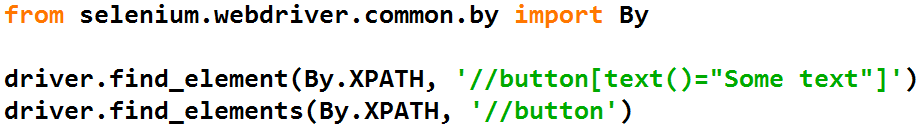 from selenium.webdriver.common.by import By
driver.find_element(By.XPATH, '//button[text()="Some text"]')
driver.find_elements(By.XPATH, '//button')